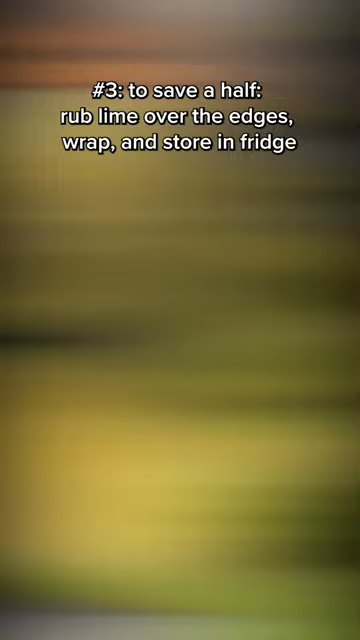 #3: to save a half:
rub lime over the edges,
wrap, and store in fridge